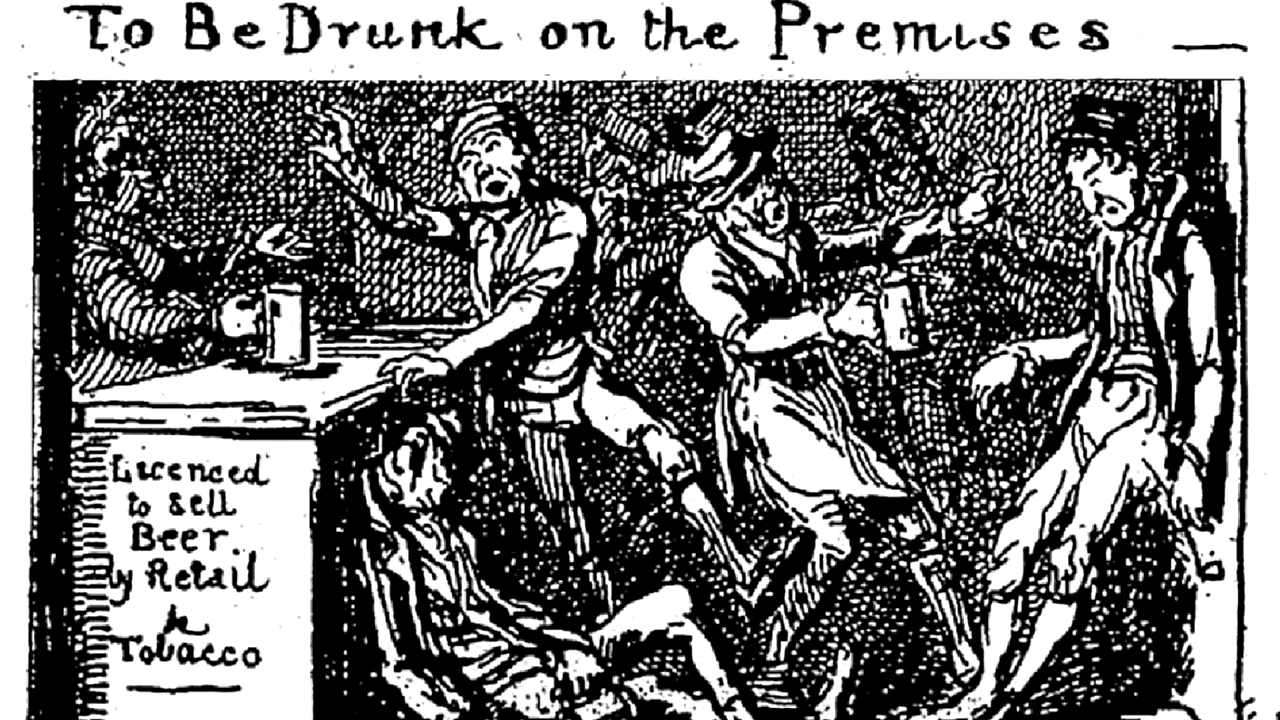 To Be Drunk on the Premises —
Licenced
to sell
Beer.
by Retail
&
Tobacco